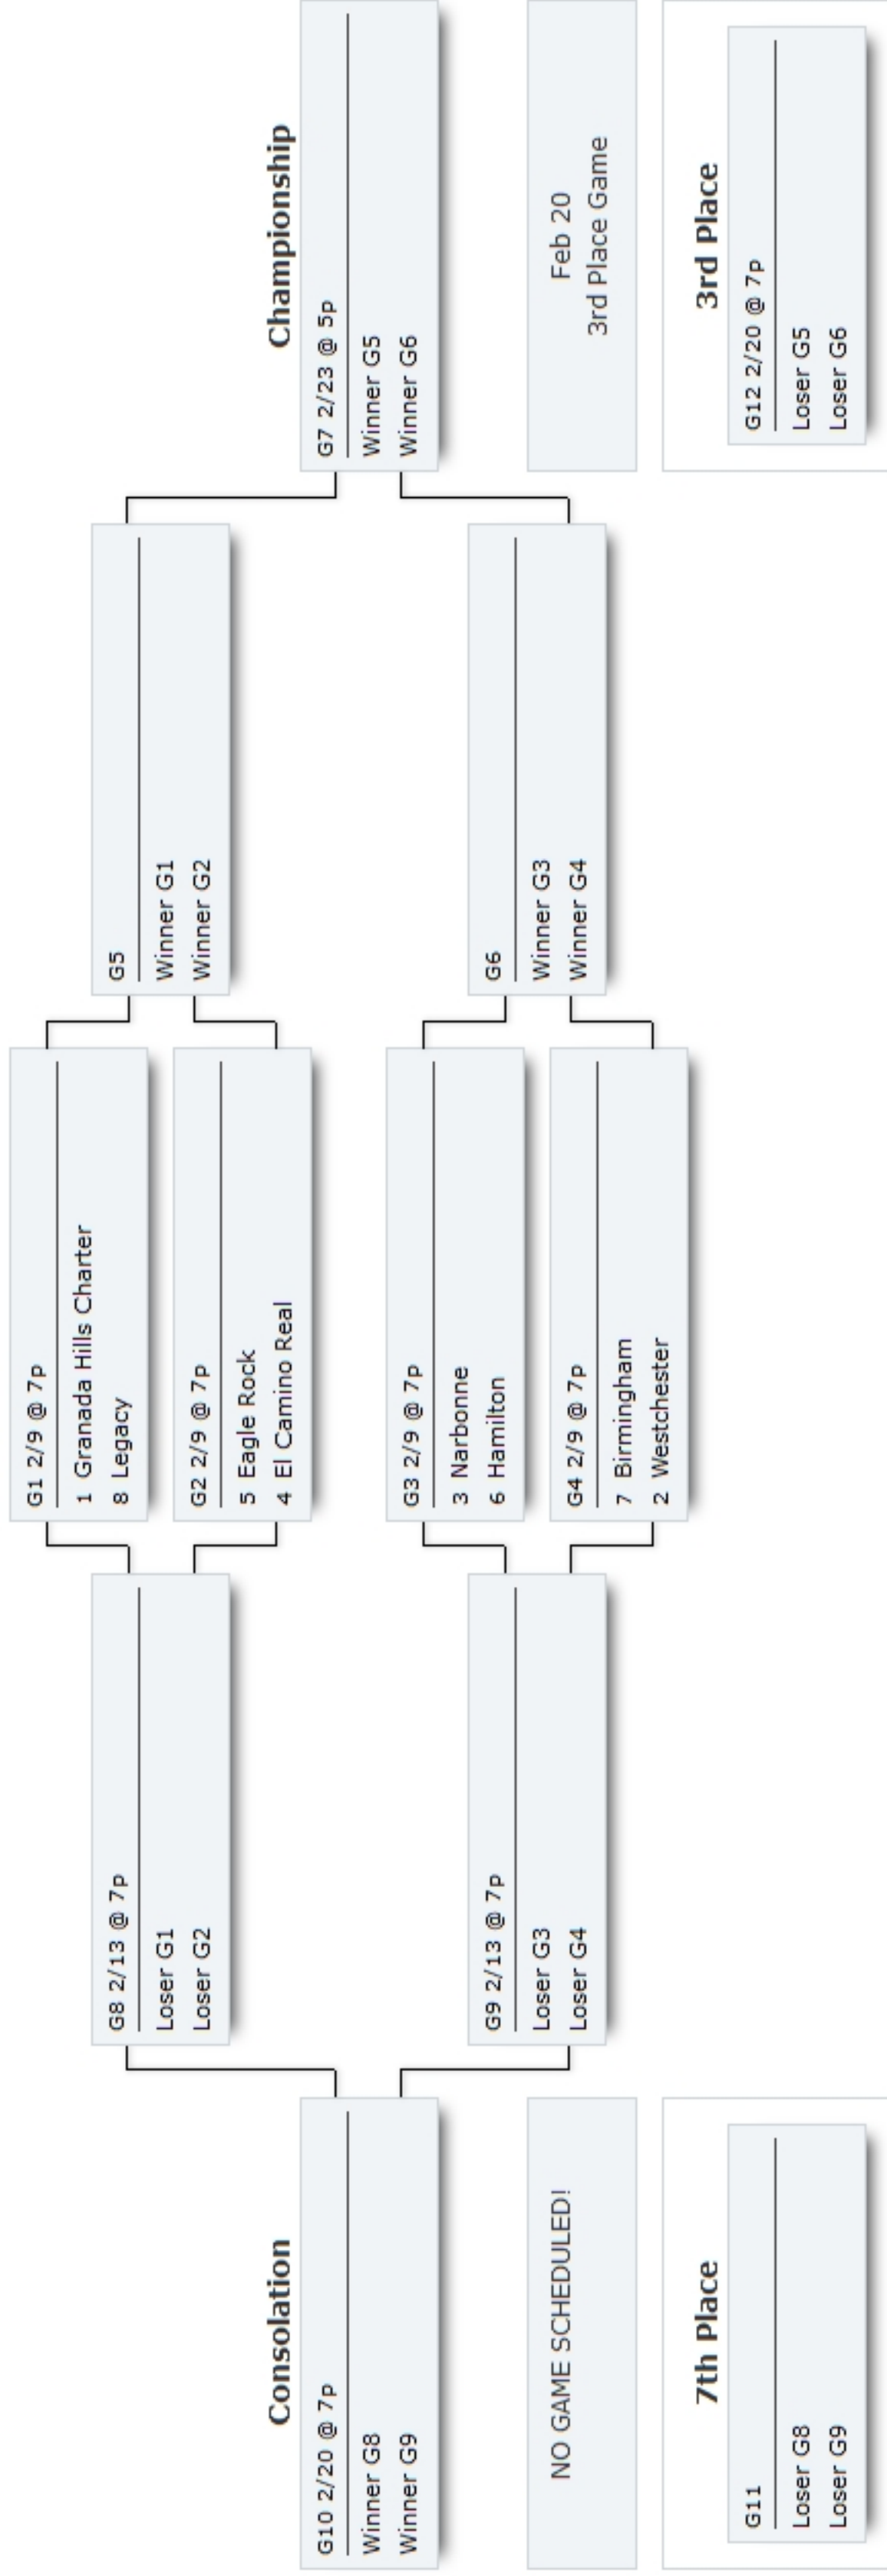 Consolation
G10 2/20 @ 7p
Winner G8
Winner G9
NO GAME SCHEDULED!
7th Place
G11
Loser G8
Loser G9
G8 2/13 @ 7p
Loser G1
Loser G2
G9 2/13 @ 7p
Loser G3
Loser G4
G1 2/9 @ 7p
1 Granada Hills Charter
8 Legacy
G2 2/9 @ 7p
5 Eagle Rock
4 El Camino Real
G3 2/9 @ 7p
3 Narbonne
6 Hamilton
G4 2/9 @ 7p
7 Birmingham
2 Westchester
G5
Winner G1
Winner G2
G6
Winner G3
Winner G4
Championship
G7 2/23 @ 5p
Winner G5
Winner G6
Feb 20
3rd Place Game
3rd Place
G12 2/20 @ 7p
Loser G5
Loser G6